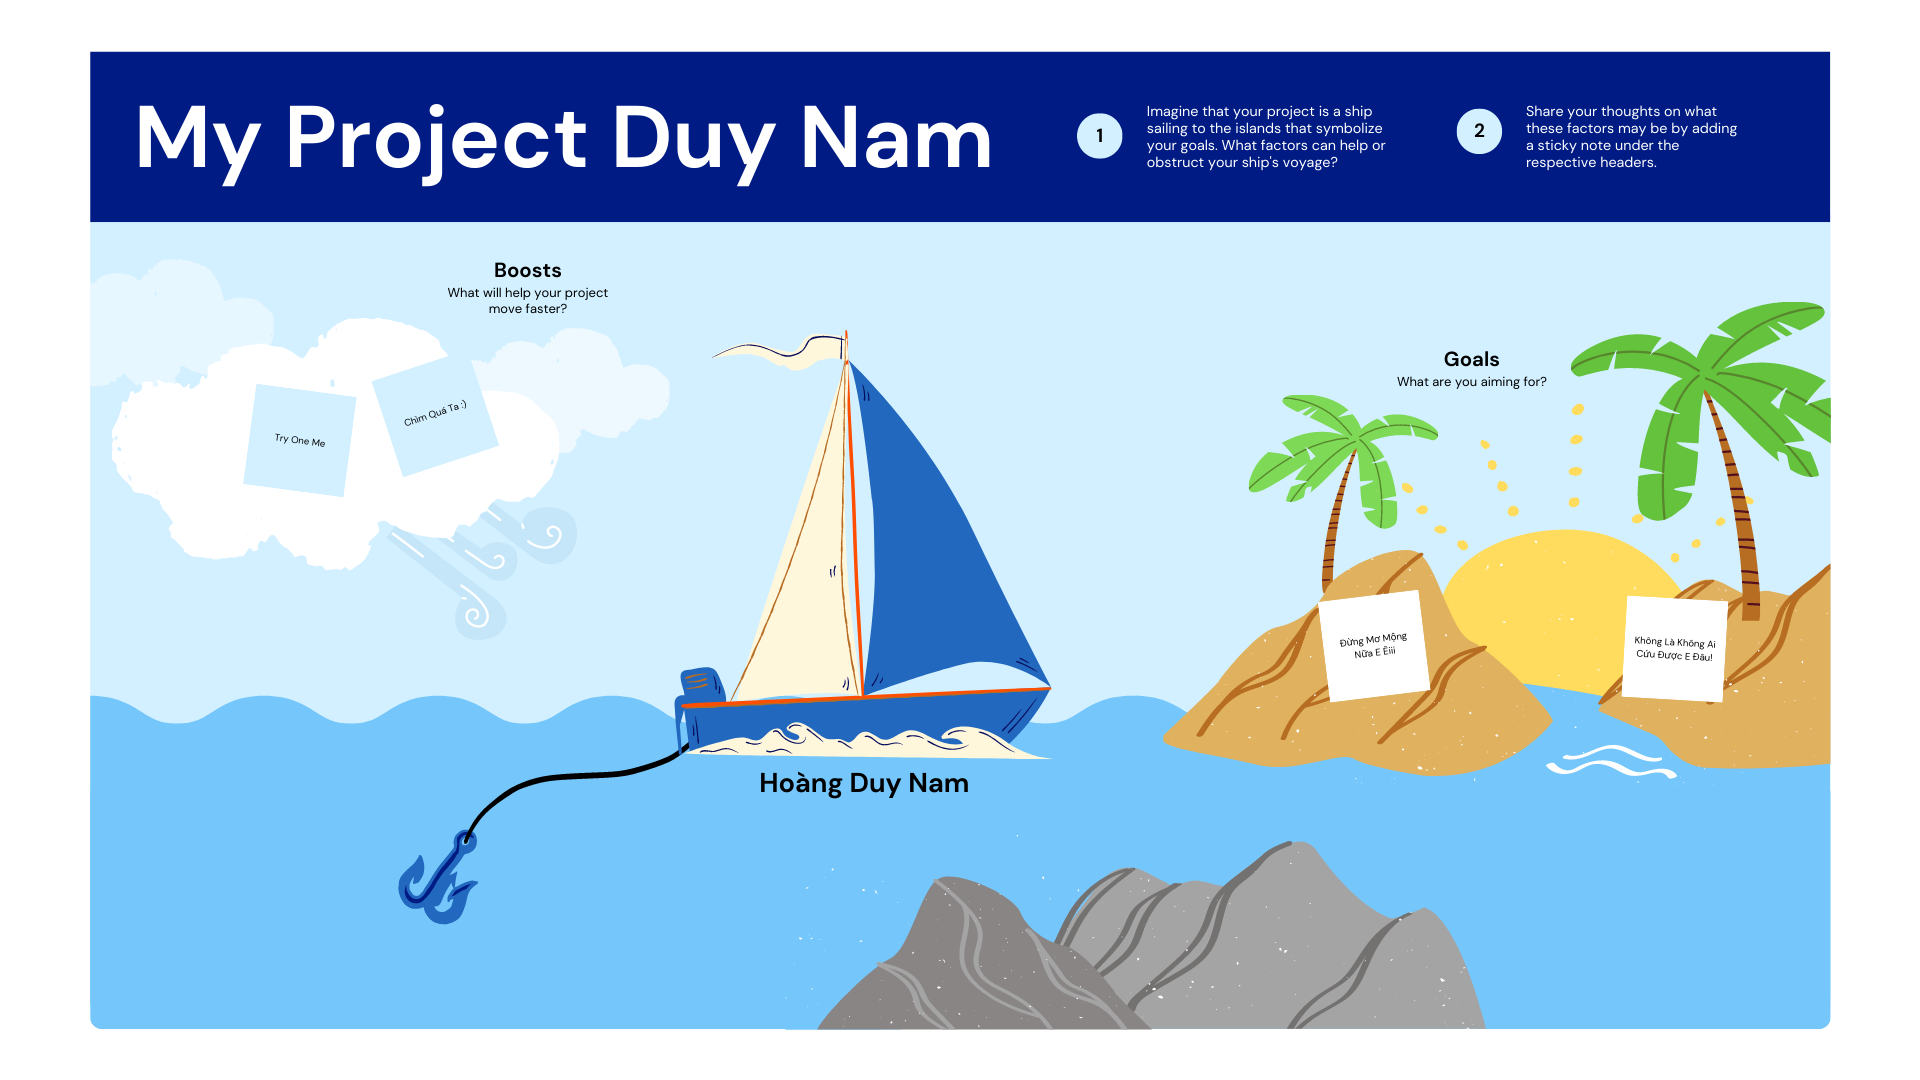 My Project Duy Nam
1
Imagine that your project is a ship
sailing to the islands that symbolize
your goals. What factors can help or
obstruct your ship's voyage?
2
Share your thoughts on what
these factors may be by adding
a sticky note under the
respective headers.
Boosts
What will help your project
move faster?
Try One Me
Chìm Quá Ta :)
Goals
What are you aiming for?
Đừng Mơ Mộng
Nữa E Êiii
Không Là Không Ai
Cứu Được E Đâu!
Hoàng Duy Nam